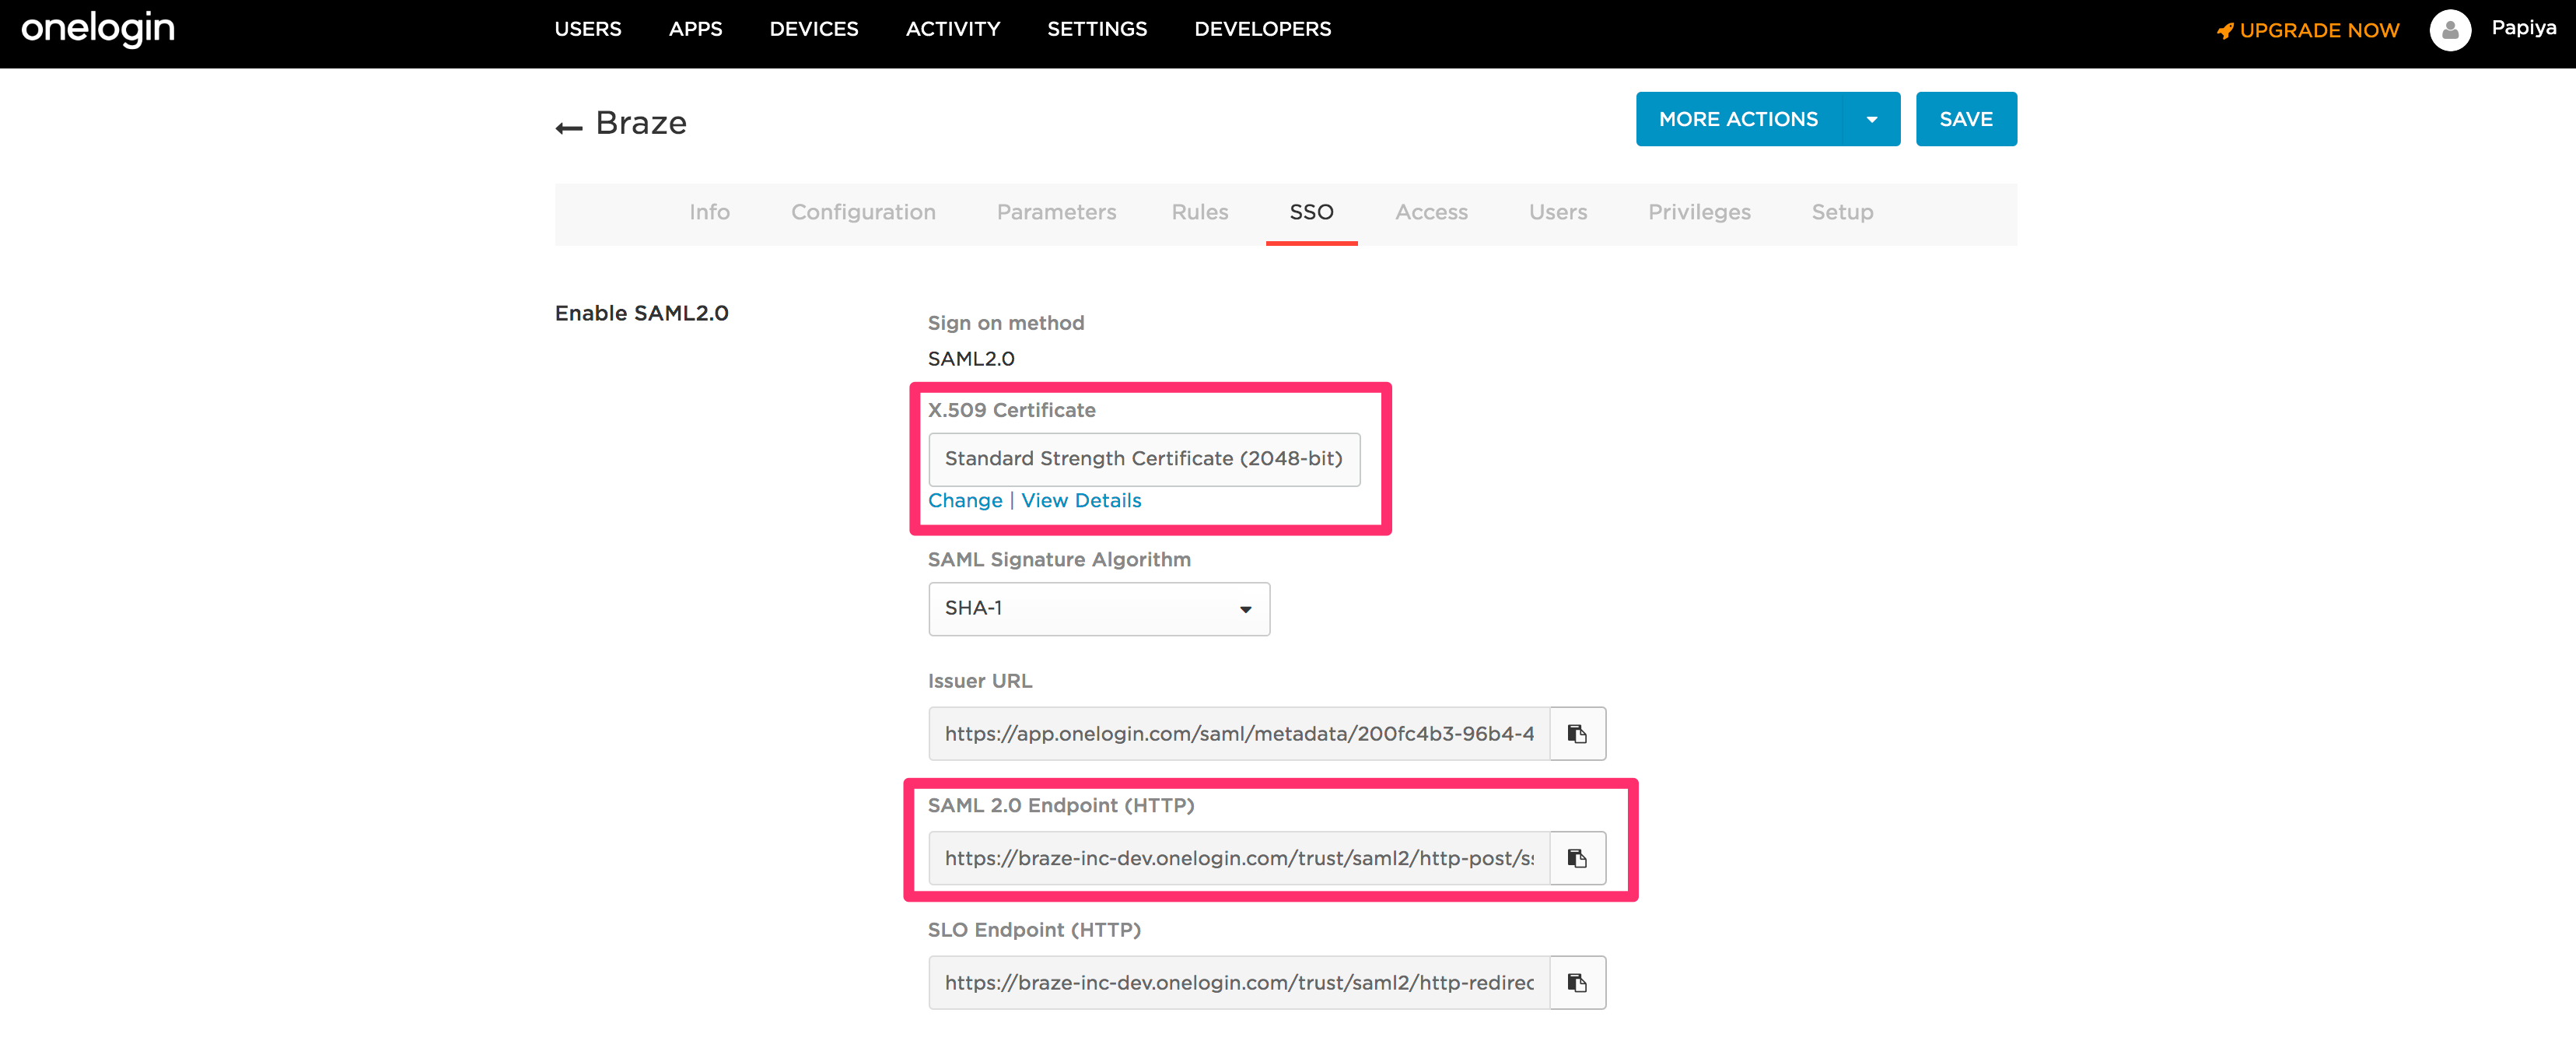 onelogin
USERS APPS DEVICES ACTIVITY SETTINGS DEVELOPERS
UPGRADE NOW
Papiya
Braze
MORE ACTIONS
SAVE
Info Configuration Parameters Rules SSO Access Users Privileges Setup
Enable SAML2.0
Sign on method
SAML2.0
X.509 Certificate
Standard Strength Certificate (2048-bit)
Change | View Details
SAML Signature Algorithm
SHA-1
Issuer URL
https://app.onelogin.com/saml/metadata/200fc4b3-96b4-4
SAML 2.0 Endpoint (HTTP)
https://braze-inc-dev.onelogin.com/trust/saml2/http-post/s
SLO Endpoint (HTTP)
https://braze-inc-dev.onelogin.com/trust/saml2/http-redirec